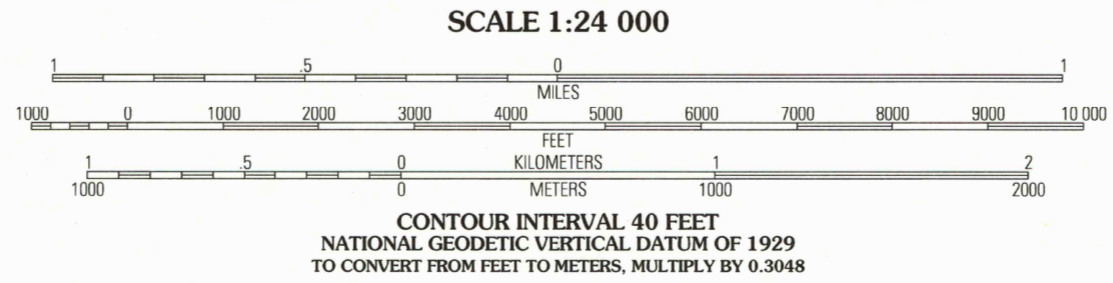 SCALE 1:24 000
1 .5 0 1
MILES
1000 0 1000 2000 3000 4000 5000 6000 7000 8000 9000 10 000
FEET
1 .5 0 KILOMETERS 1 2
1000 0 METERS 1000 2000
CONTOUR INTERVAL 40 FEET
NATIONAL GEODETIC VERTICAL DATUM OF 1929
TO CONVERT FROM FEET TO METERS, MULTIPLY BY 0.3048